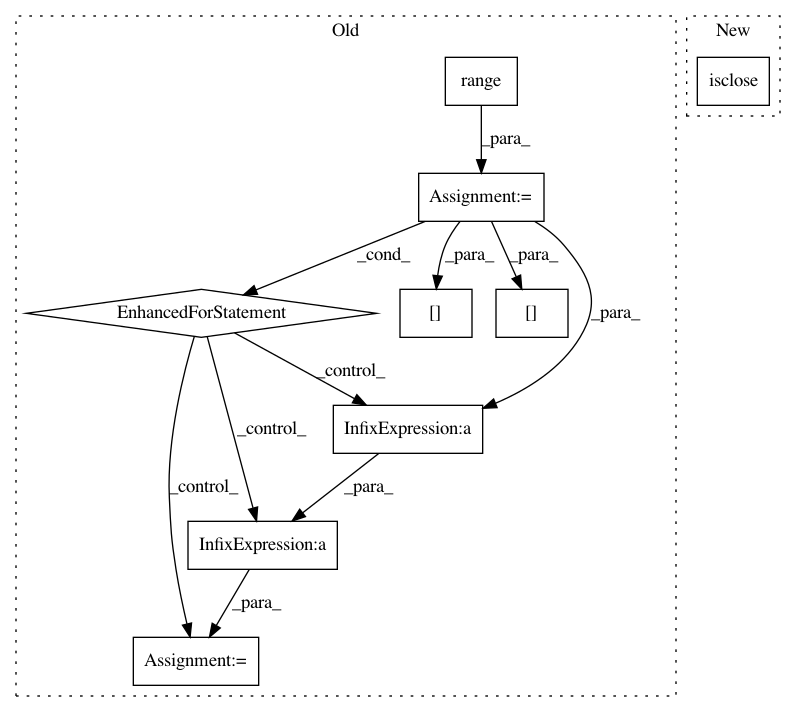 Old
New
range
isclose
_para_
Assignment:=
_cond_
_para_
_para_
EnhancedForStatement
[]
[]
_para_
_control_
InfixExpression:a
_control_
_control_
_para_
InfixExpression:a
_para_
Assignment:=